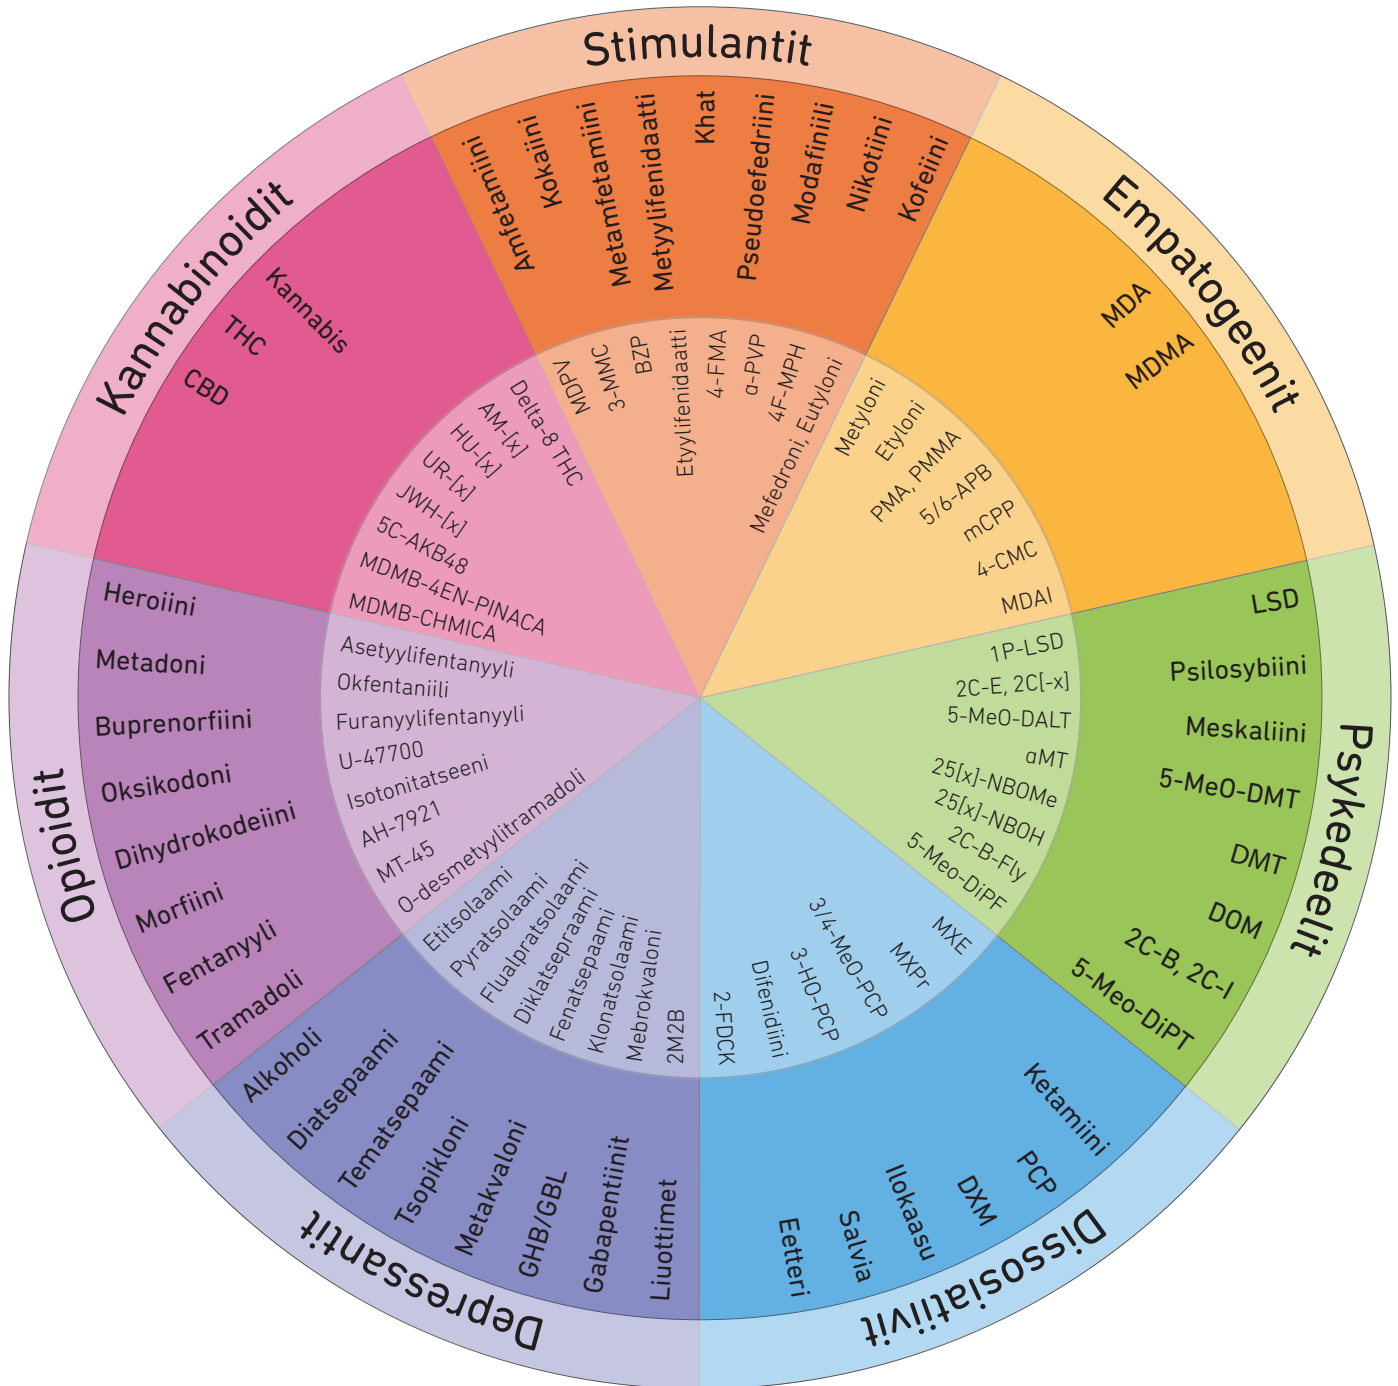 Stimulantit
Amfetamiini
Kokaiini
Metamfetamiini
Metyylifenidaatti
Khat
Pseudoefedriini
Modafiniili
Nikotiini
Kofeiini
MDPV
3-MMC
BZP
Etyylifenidaatti
4-FMA
α-PVP
4F-MPH
Mefedroni, Eutyloni
Empatogeenit
MDA
MDMA
Metyloni
Etyloni
PMA, PMMA
5/6-APB
mCPP
4-CMC
MDAI
Psykedeelit
LSD
Psilosybiini
Meskaliini
5-MeO-DMT
DMT
DOM
2C-B, 2C-I
5-Meo-DiPT
1P-LSD
2C-E, 2C[-x]
5-MeO-DALT
αMT
25[x]-NBOMe
25[x]-NBOH
2C-B-Fly
5-Meo-DiPF
Dissosiatiivit
Ketamiini
PCP
DXM
Ilokaasu
Salvia
Eetteri
MXE
MXPr
3/4-MeO-PCP
3-HO-PCP
Difenidiini
2-FDCK
Depressantit
Alkoholi
Diatsepaami
Tematsepaami
Tsopikloni
Metakvaloni
GHB/GBL
Gabapentiinit
Liuottimet
Etitsolaami
Pyratsolaami
Flualpratsolaami
Diklatsepraami
Fenatsepaami
Klonatsolaami
Mebrokvaloni
2M2B
Opioidit
Heroiini
Metadoni
Buprenorfiini
Oksikodoni
Dihydrokodeiini
Morfiini
Fentanyyli
Tramadoli
Asetyylifentanyyli
Okfentaniili
Furanyylifentanyyli
U-47700
Isotonitatseeni
AH-7921
MT-45
O-desmetyylitramadoli
Kannabinoidit
Kannabis
THC
CBD
Delta-8 THC
AM-[x]
HU-[x]
UR-[x]
JWH-[x]
5C-AKB48
MDMB-4EN-PINACA
MDMB-CHMICA